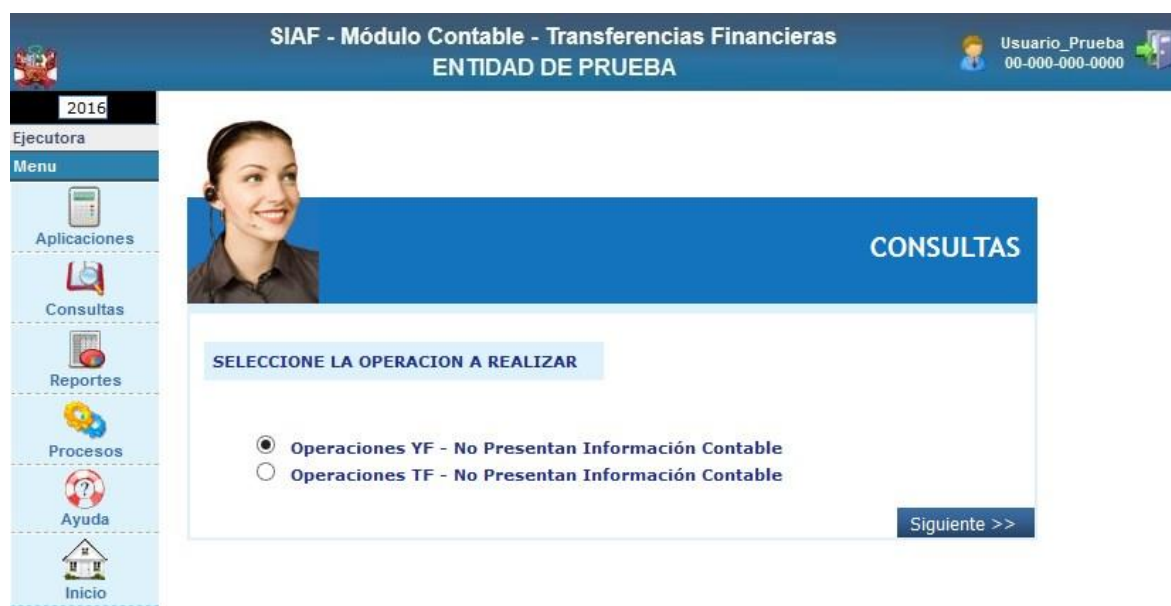 SIAF - Módulo Contable - Transferencias Financieras
ENTIDAD DE PRUEBA
Usuario_Prueba
00-000-000-0000
2016
Ejecutora
Menu
Aplicaciones
Consultas
Reportes
Procesos
Ayuda
Inicio
CONSULTAS
SELECCIONE LA OPERACION A REALIZAR
Operaciones YF - No Presentan Información Contable
Operaciones TF - No Presentan Información Contable
Siguiente >>